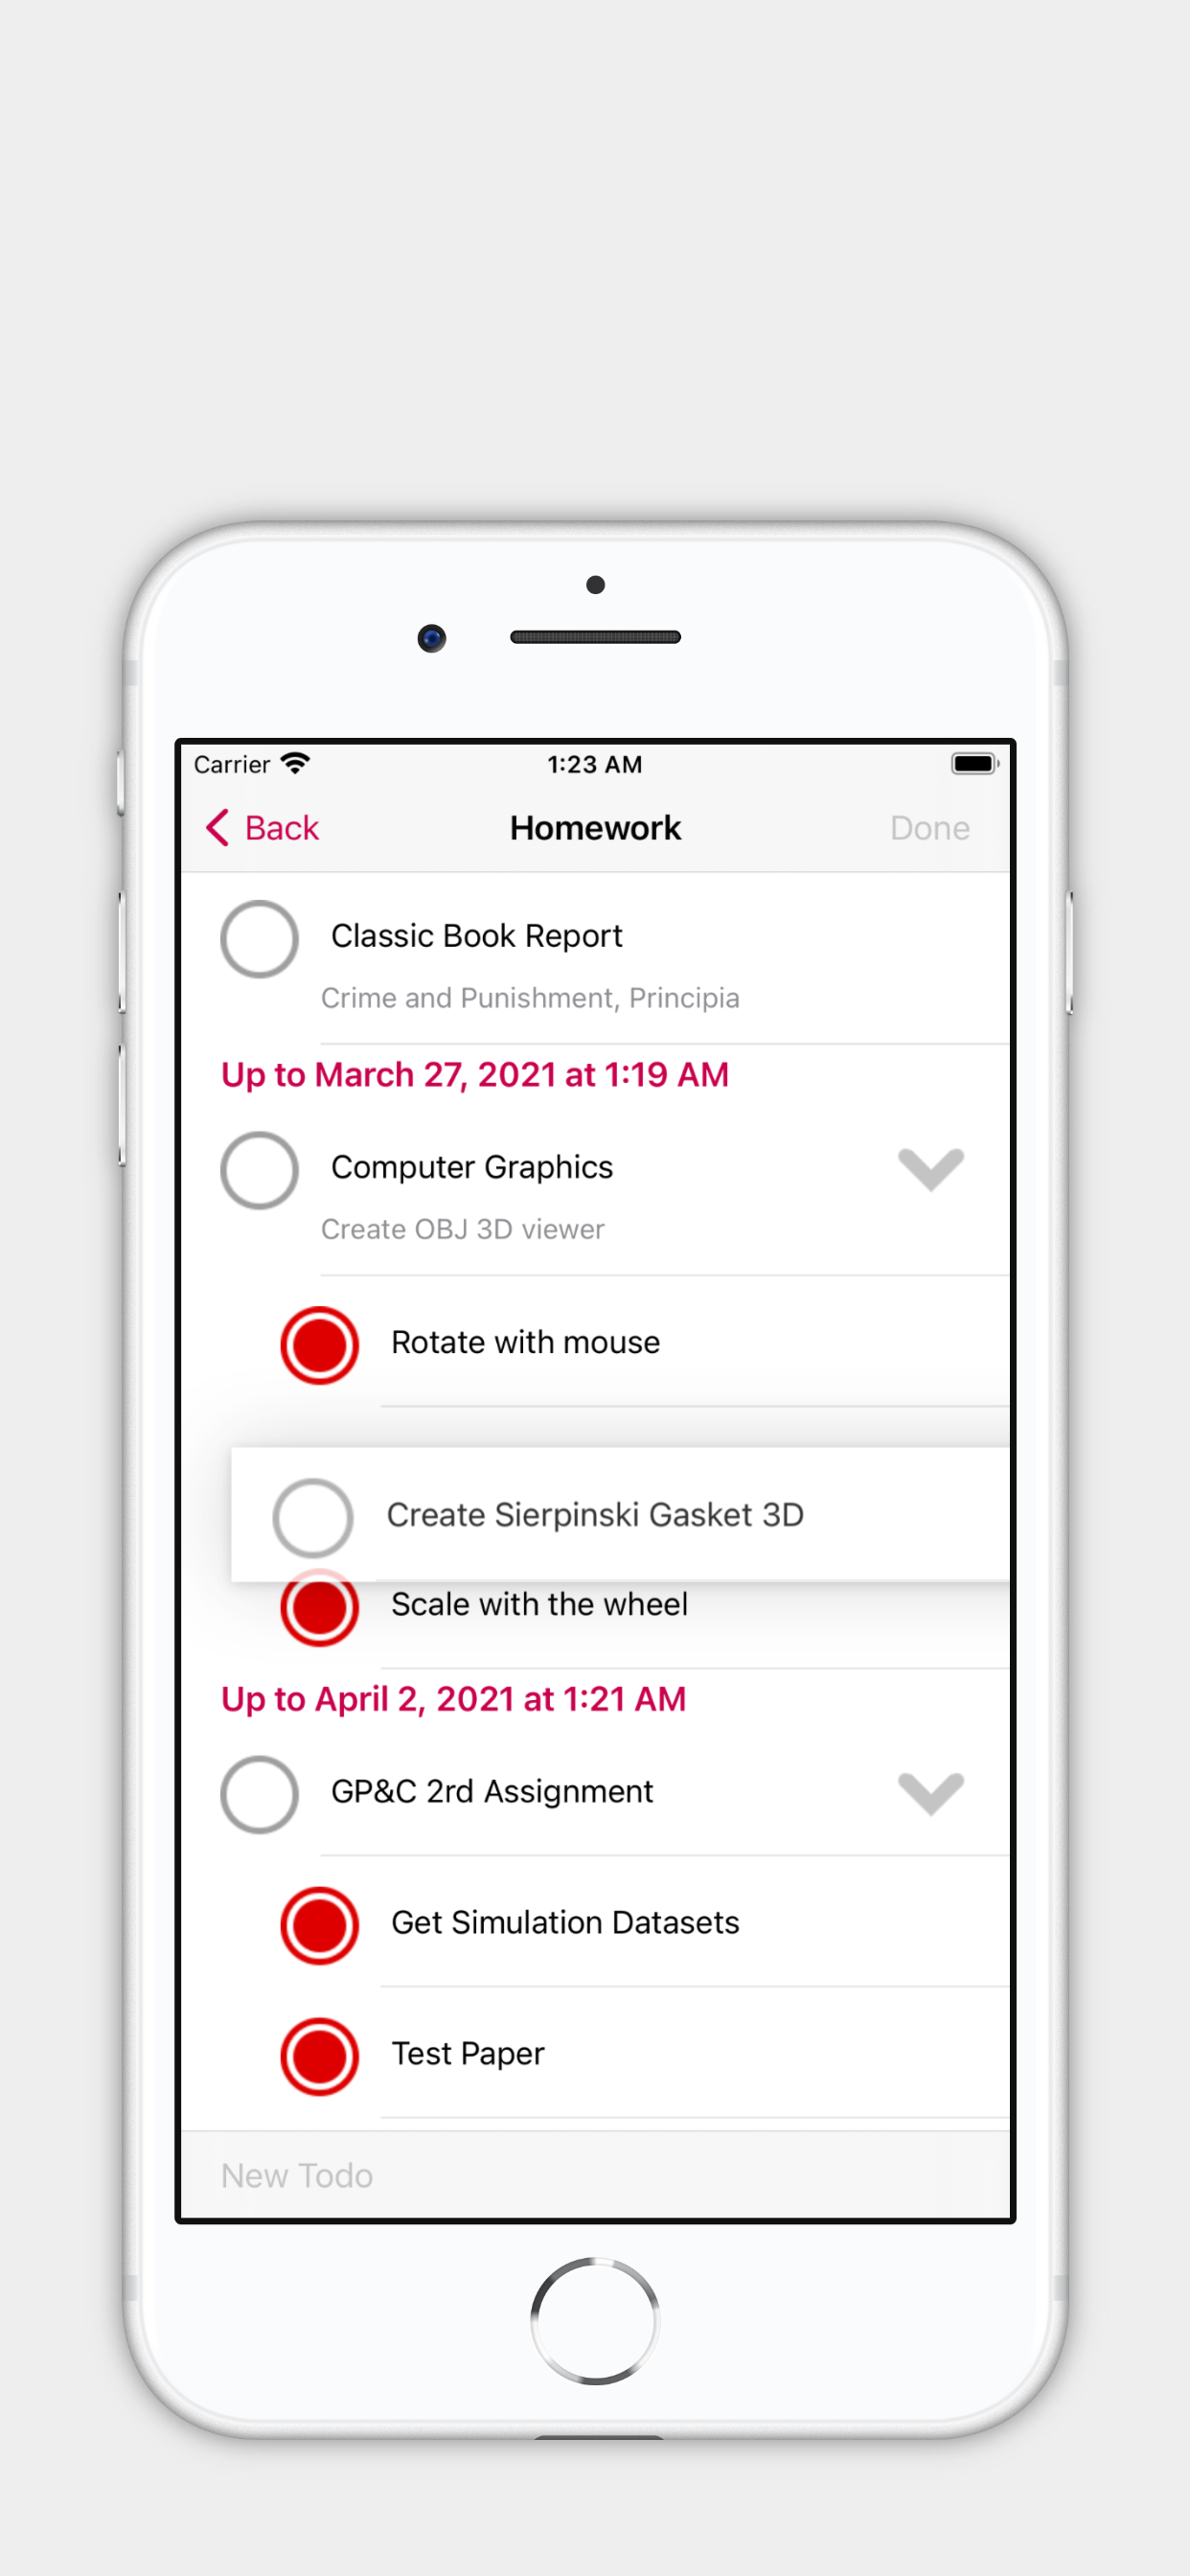 Carrier 1:23 AM
Back Homework Done
Classic Book Report
Crime and Punishment, Principia
Up to March 27, 2021 at 1:19 AM
Computer Graphics
Create OBJ 3D viewer
Rotate with mouse
Create Sierpinski Gasket 3D
Scale with the wheel
Up to April 2, 2021 at 1:21 AM
GP&C 2rd Assignment
Get Simulation Datasets
Test Paper
New Todo